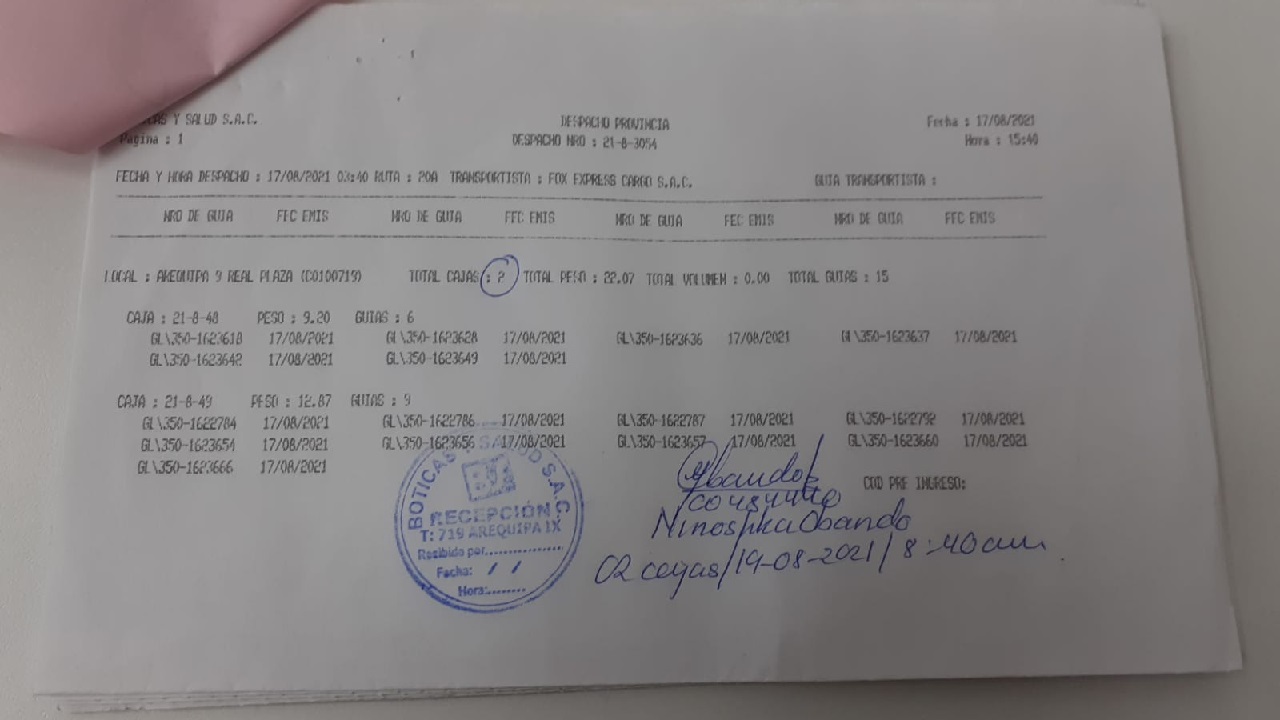 CAS Y SALUD S.A.C. DESPACHO PROVINCIA Fecha : 17/08/2021
Pagina : 1 DESPACHO NRO : 21-8-3054 Hora : 15:40
FECHA Y HORA DESPACHO : 17/08/2021 03:40 RUTA : 20A TRANSPORTISTA : FOX EXPRESS CARGO S.A.C. GUIA TRANSPORTISTA :
NRO DE GUIA FEC EMIS NRO DE GUIA FEC EMIS NRO DE GUIA FEC EMIS NRO DE GUIA FEC EMIS
LOCAL : AREQUIPA 9 REAL PLAZA (CO100719) TOTAL CAJAS : 2 TOTAL PESO : 22.07 TOTAL VOLUMEN : 0.00 TOTAL GUIAS : 15
CAJA : 21-8-48 PESO : 9.20 GUIAS : 6
GL\350-1623618 17/08/2021 GL\350-1623628 17/08/2021 GL\350-1623636 17/08/2021 GL\350-1623637 17/08/2021
GL\350-1623642 17/08/2021 GL\350-1623649 17/08/2021
CAJA : 21-8-49 PESO : 12.87 GUIAS : 9
GL\350-1622784 17/08/2021 GL\350-1622786 17/08/2021 GL\350-1622787 17/08/2021 GL\350-1622792 17/08/2021
GL\350-1623654 17/08/2021 GL\350-1623656 17/08/2021 GL\350-1623657 17/08/2021 GL\350-1623660 17/08/2021
GL\350-1623666 17/08/2021
COD PRE INGRESO:
BOTICAS Y SALUD S.A.C.
RECEPCIÓN
T: 719 AREQUIPA IX
Recibido por:
Fecha: / /
Hora:
Ninoshka Obando
02 cajas/19-08-2021/8:40am